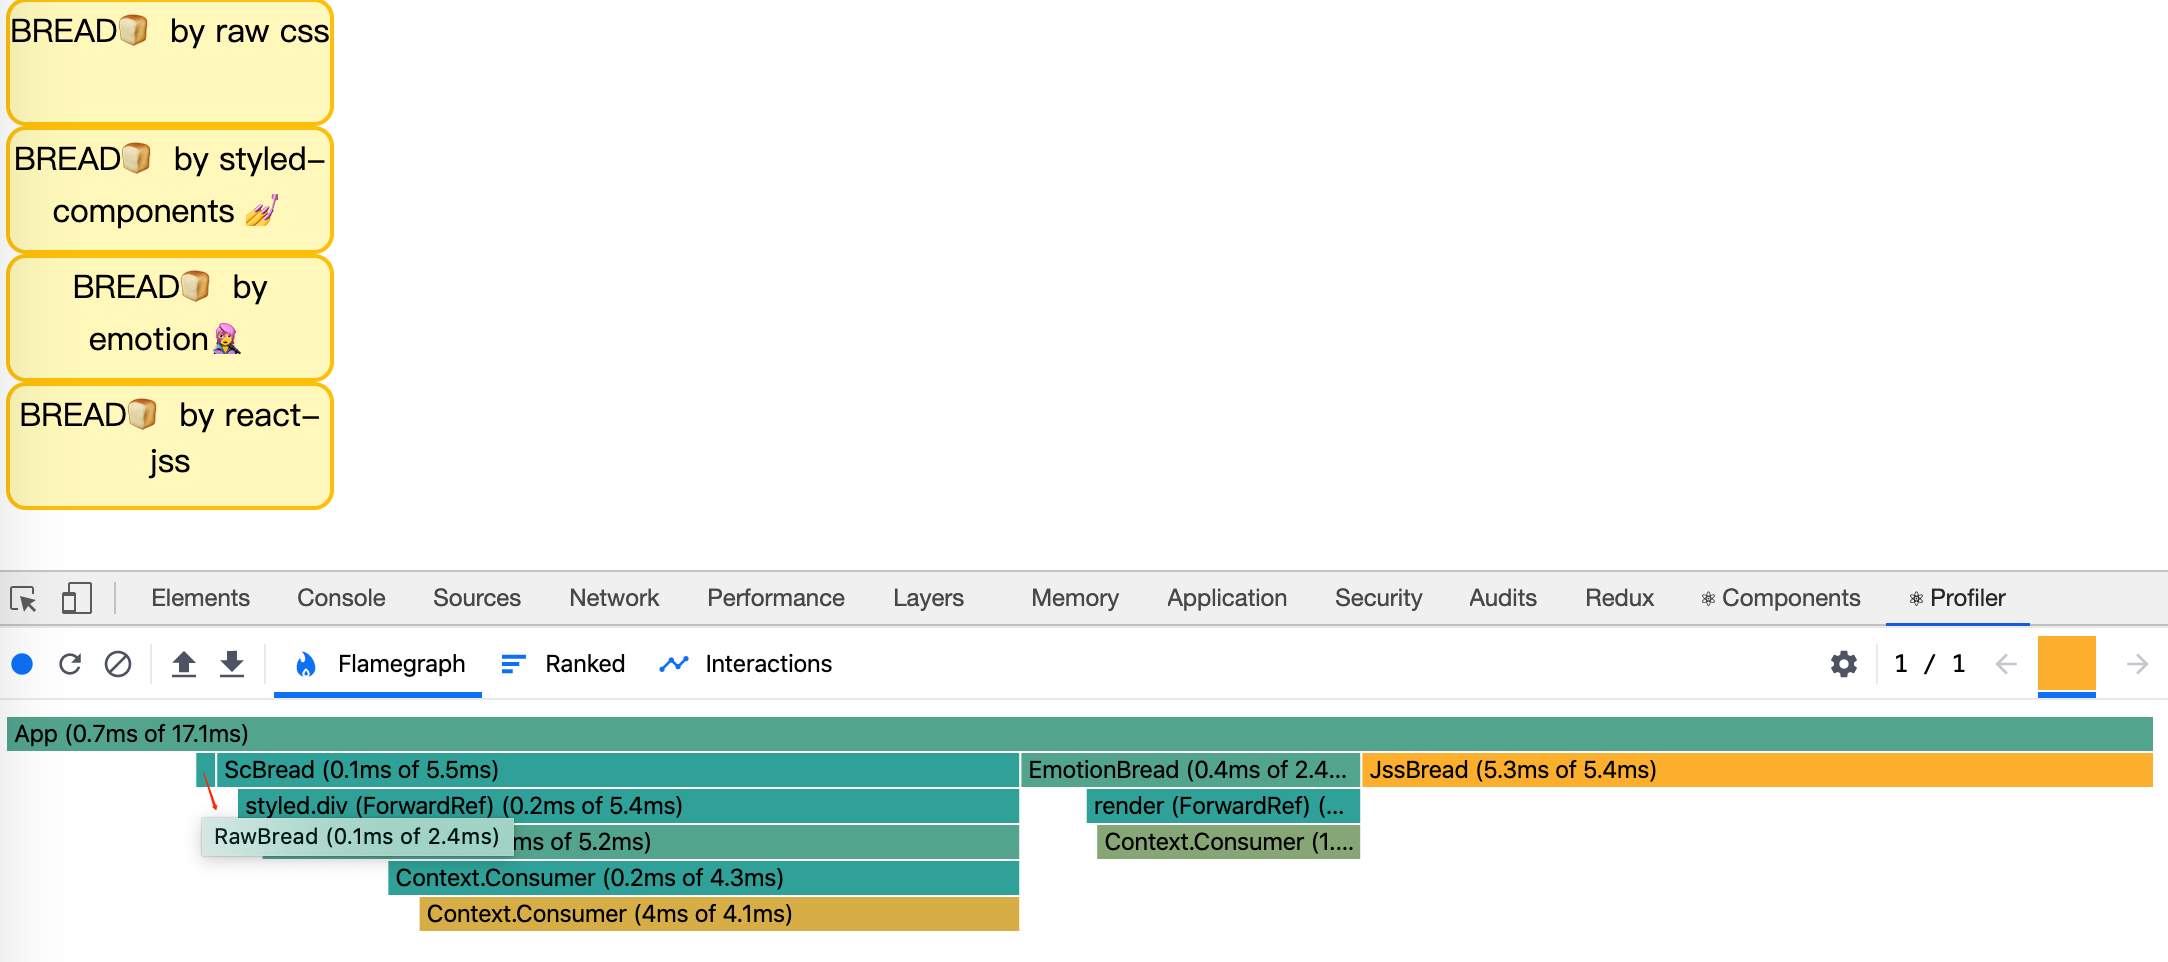 BREAD🍞 by raw css
BREAD🍞 by styled-
components 💅
BREAD🍞 by
emotion👩‍🎤
BREAD🍞 by react-
jss
Elements Console Sources Network Performance Layers Memory Application Security Audits Redux ⚛ Components ⚛ Profiler
Flamegraph Ranked Interactions 1 / 1
App (0.7ms of 17.1ms)
ScBread (0.1ms of 5.5ms) EmotionBread (0.4ms of 2.4... JssBread (5.3ms of 5.4ms)
styled.div (ForwardRef) (0.2ms of 5.4ms) render (ForwardRef) (...
RawBread (0.1ms of 2.4ms) ms of 5.2ms) Context.Consumer (1....
Context.Consumer (0.2ms of 4.3ms)
Context.Consumer (4ms of 4.1ms)